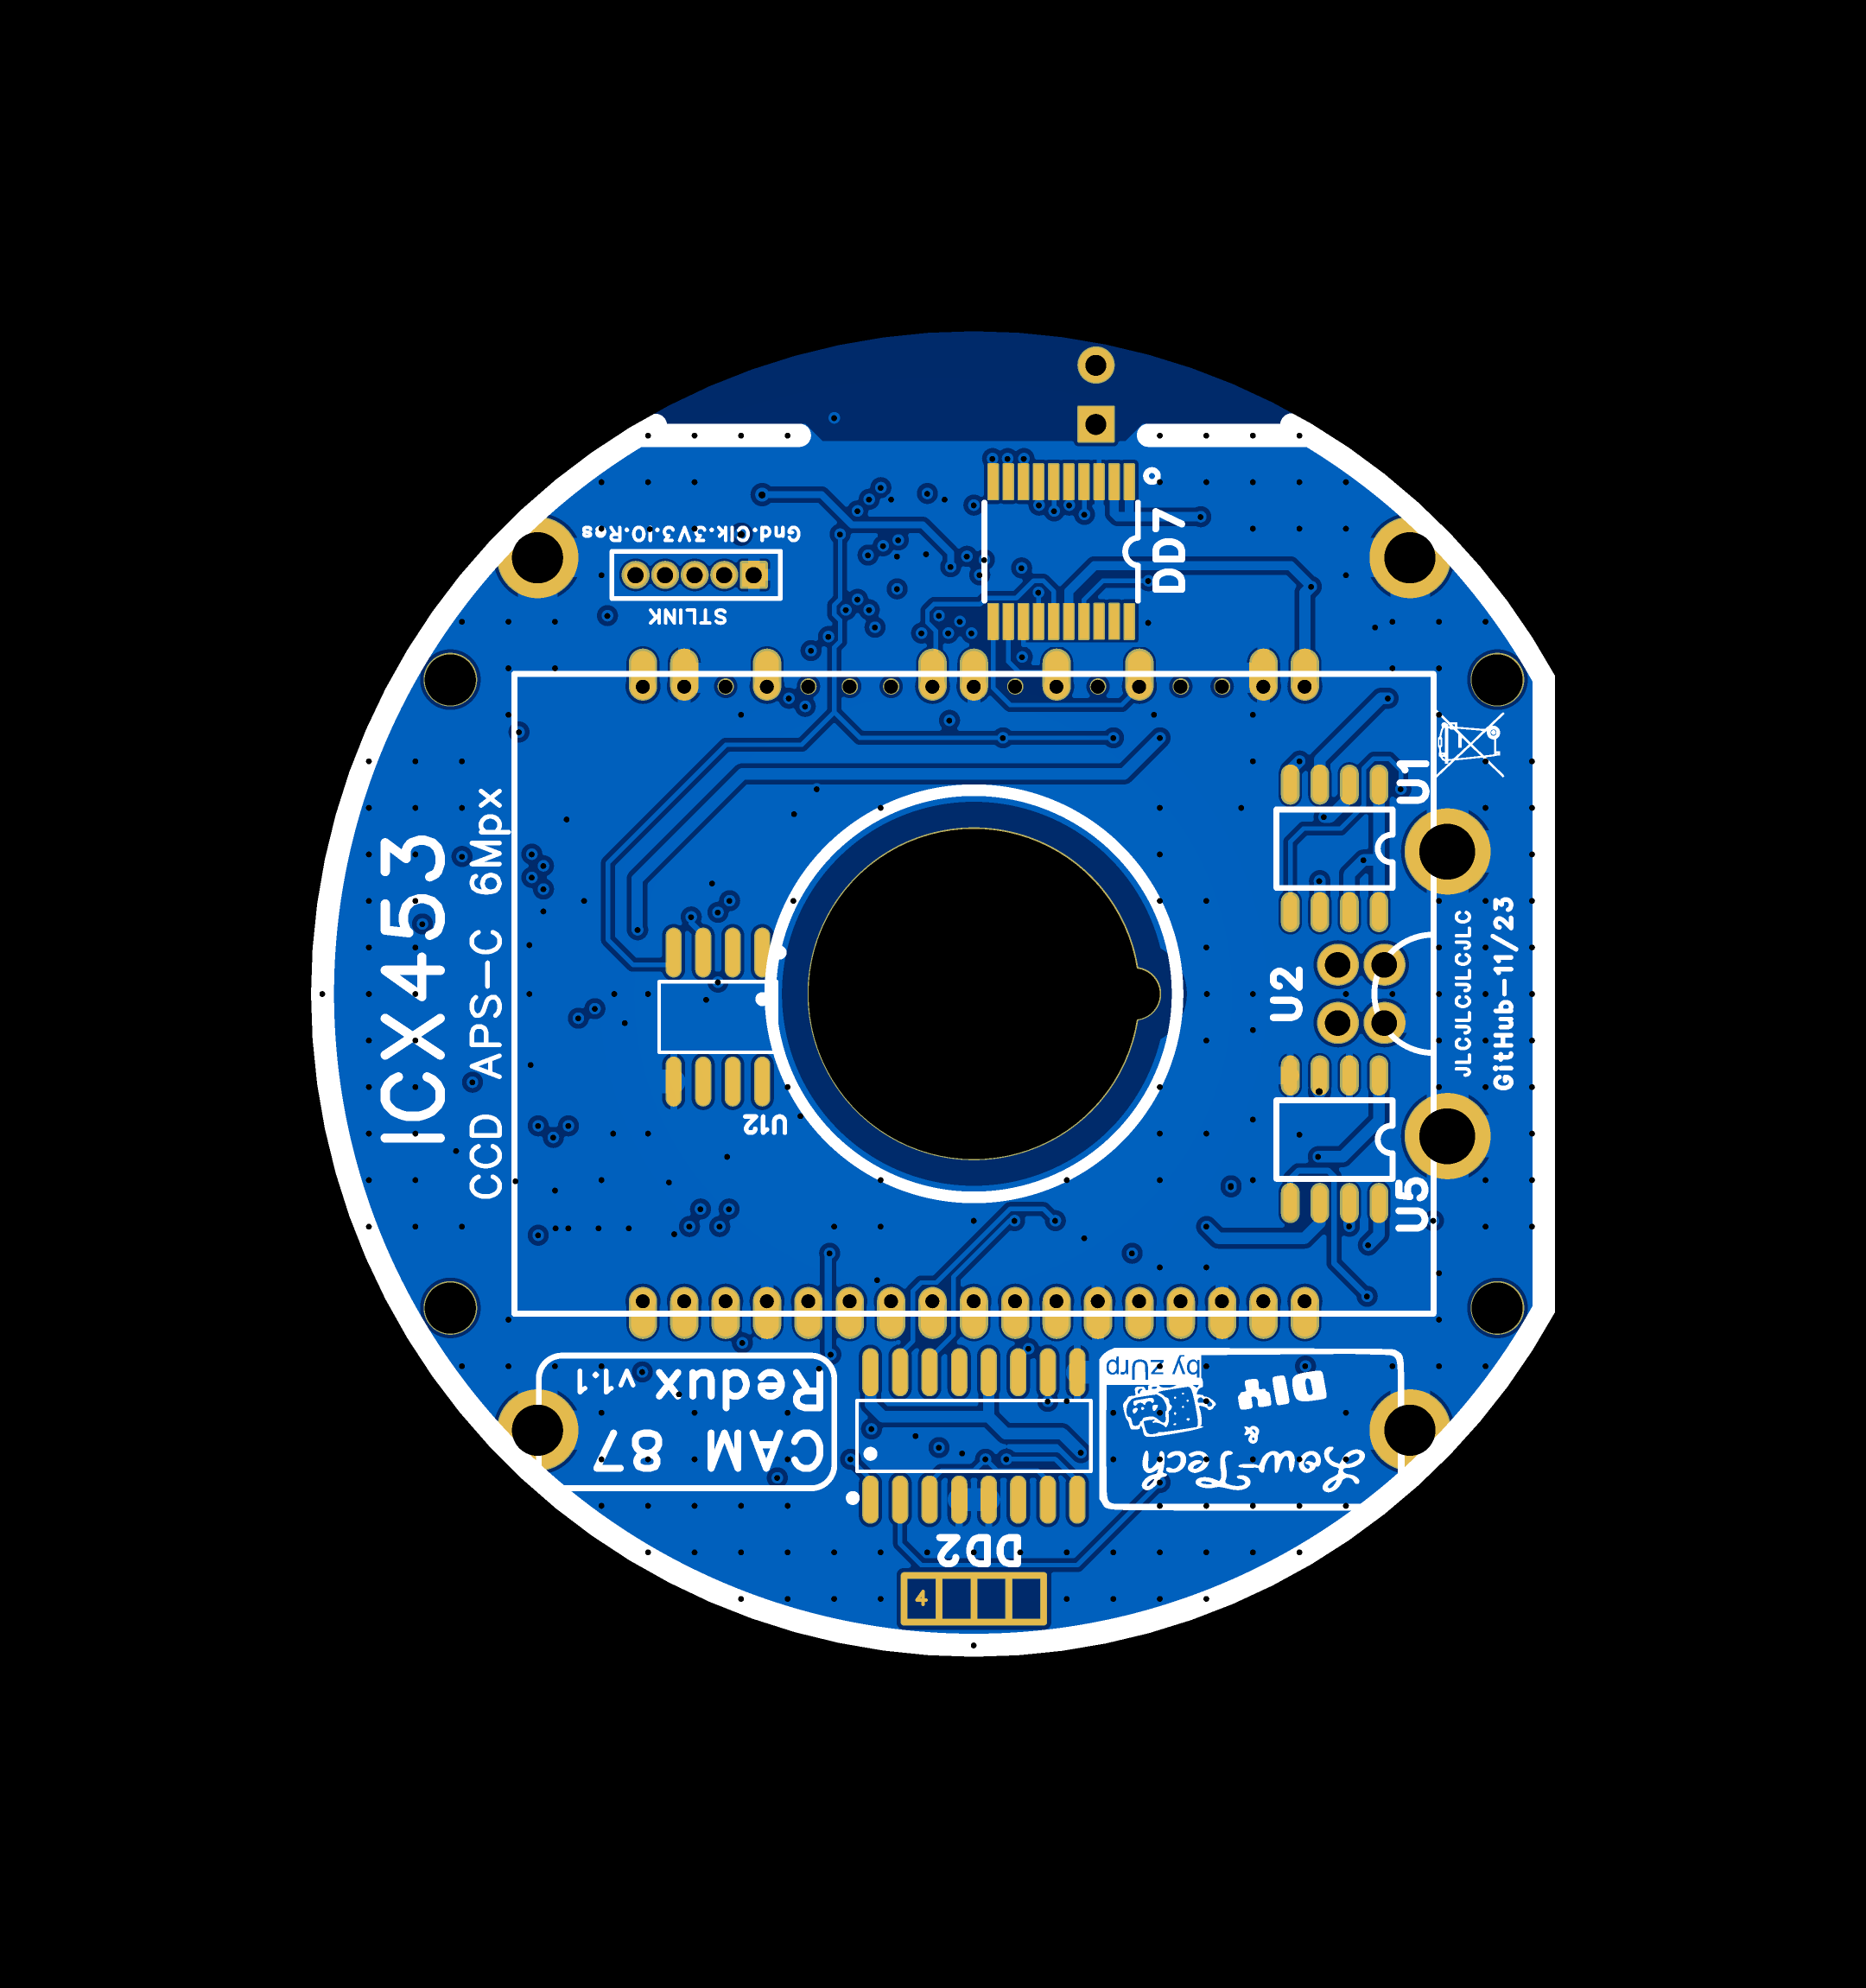 Gnd.Clk.3V3.IO.Res
STLINK
DD7
ICX453
CCD APS-C 6Mpx
U1
U2
U5
U12
JLCJLCJLCJLC
GitHub-11/23
CAM 87
Redux v1.1
Low-Tech
&
DIY
by zUrp
DD2
4